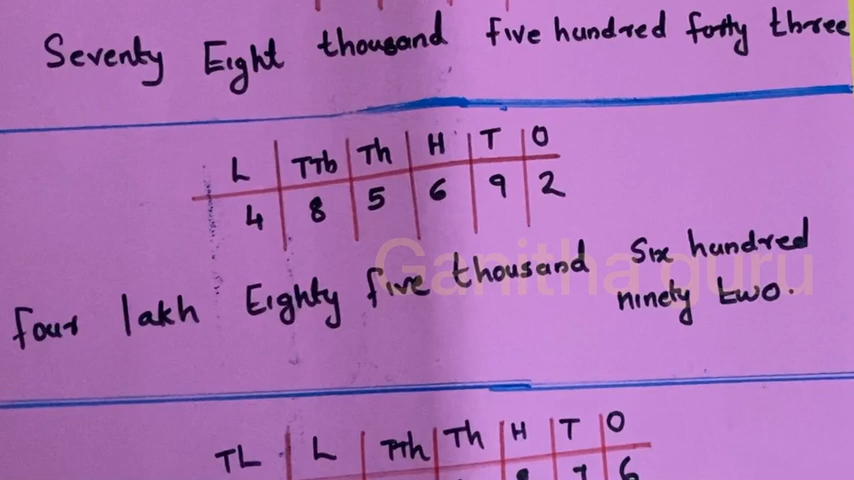 Seventy Eight thousand five hundred forty three
L TTh Th H T O
4 8 5 6 9 2
four lakh Eighty five thousand Six hundred
ninety two.
Ganitha guru
TL L TTh Th H T O
7 6